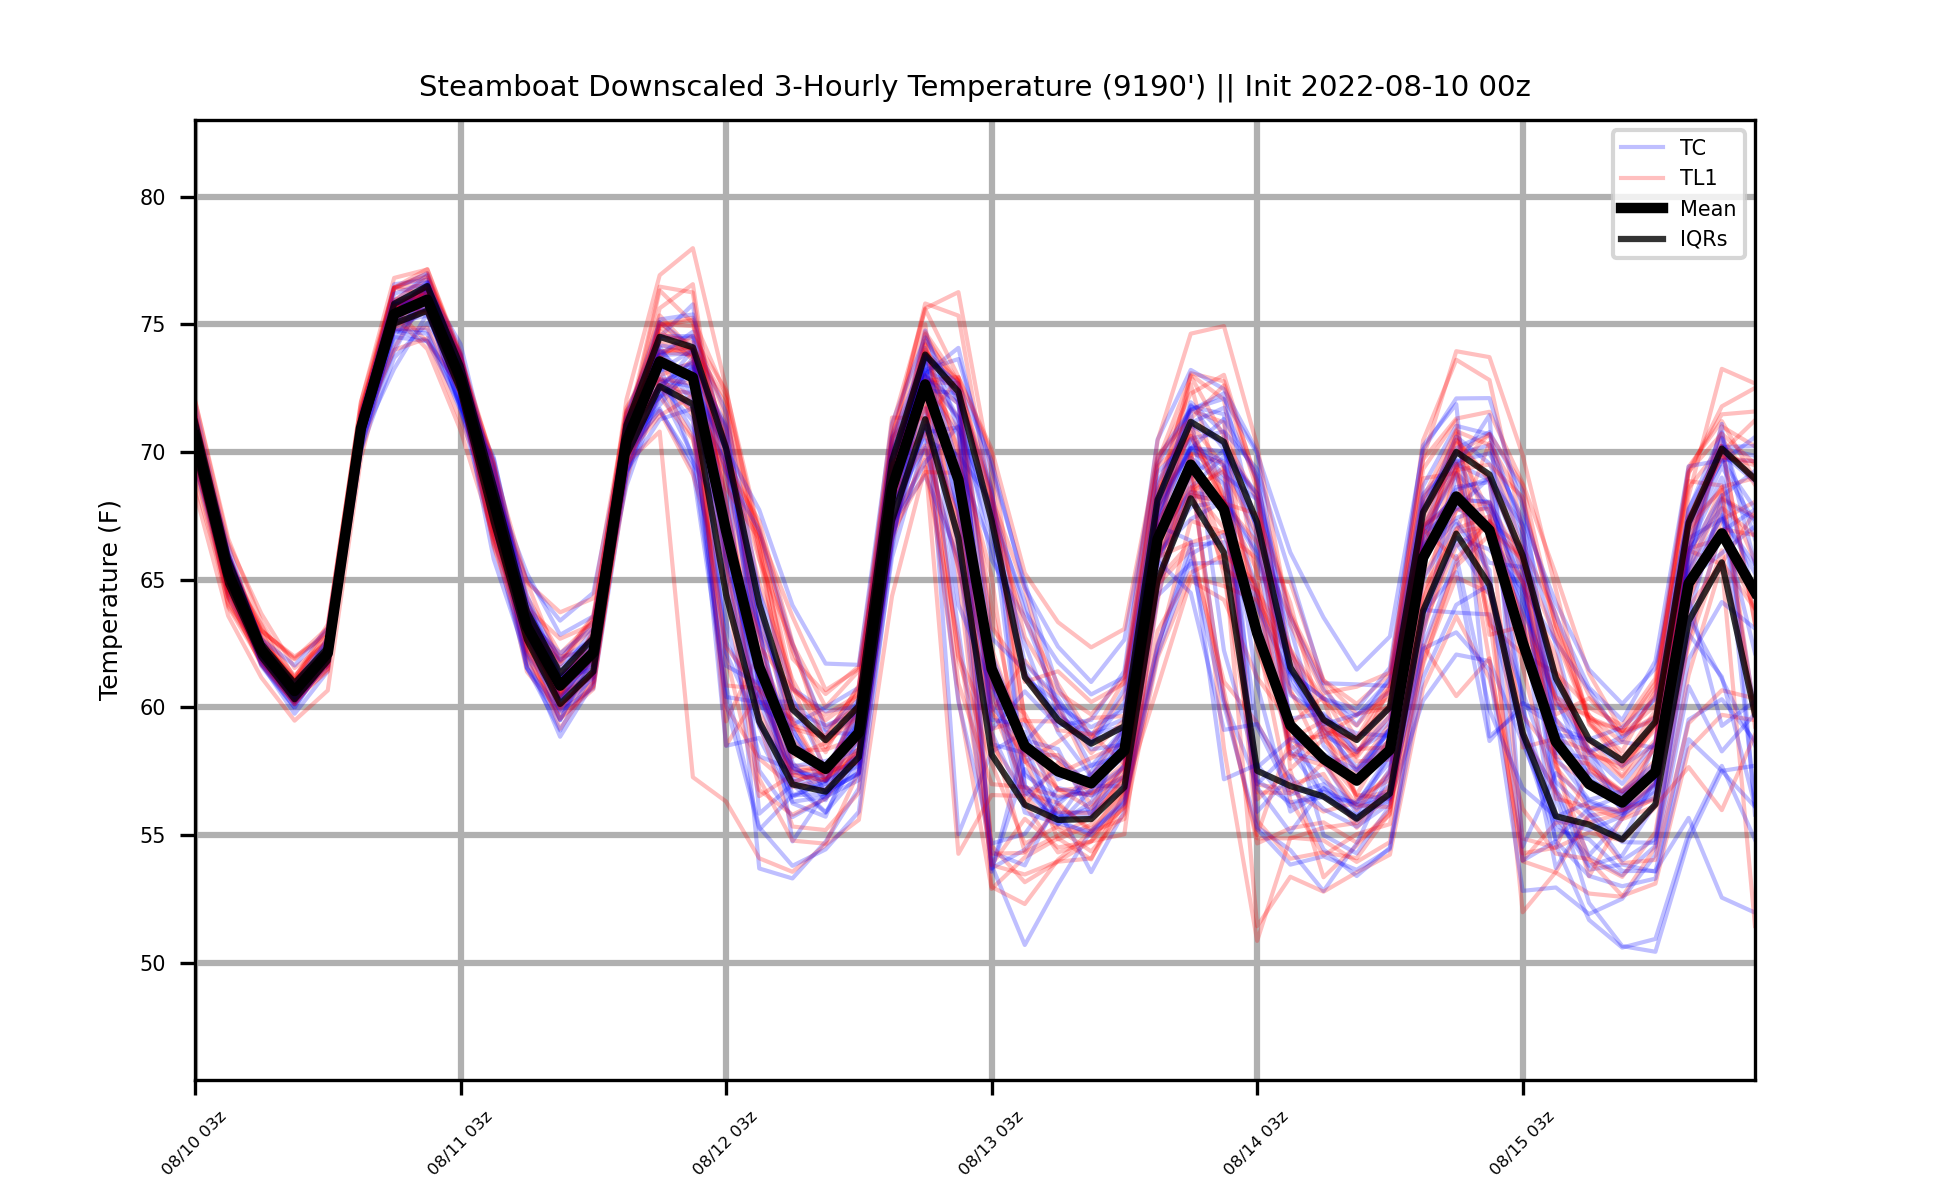 Steamboat Downscaled 3-Hourly Temperature (9190') || Init 2022-08-10 00z
TC
TL1
Mean
IQRs
Temperature (F)
80
75
70
65
60
55
50
08/10 03z
08/11 03z
08/12 03z
08/13 03z
08/14 03z
08/15 03z